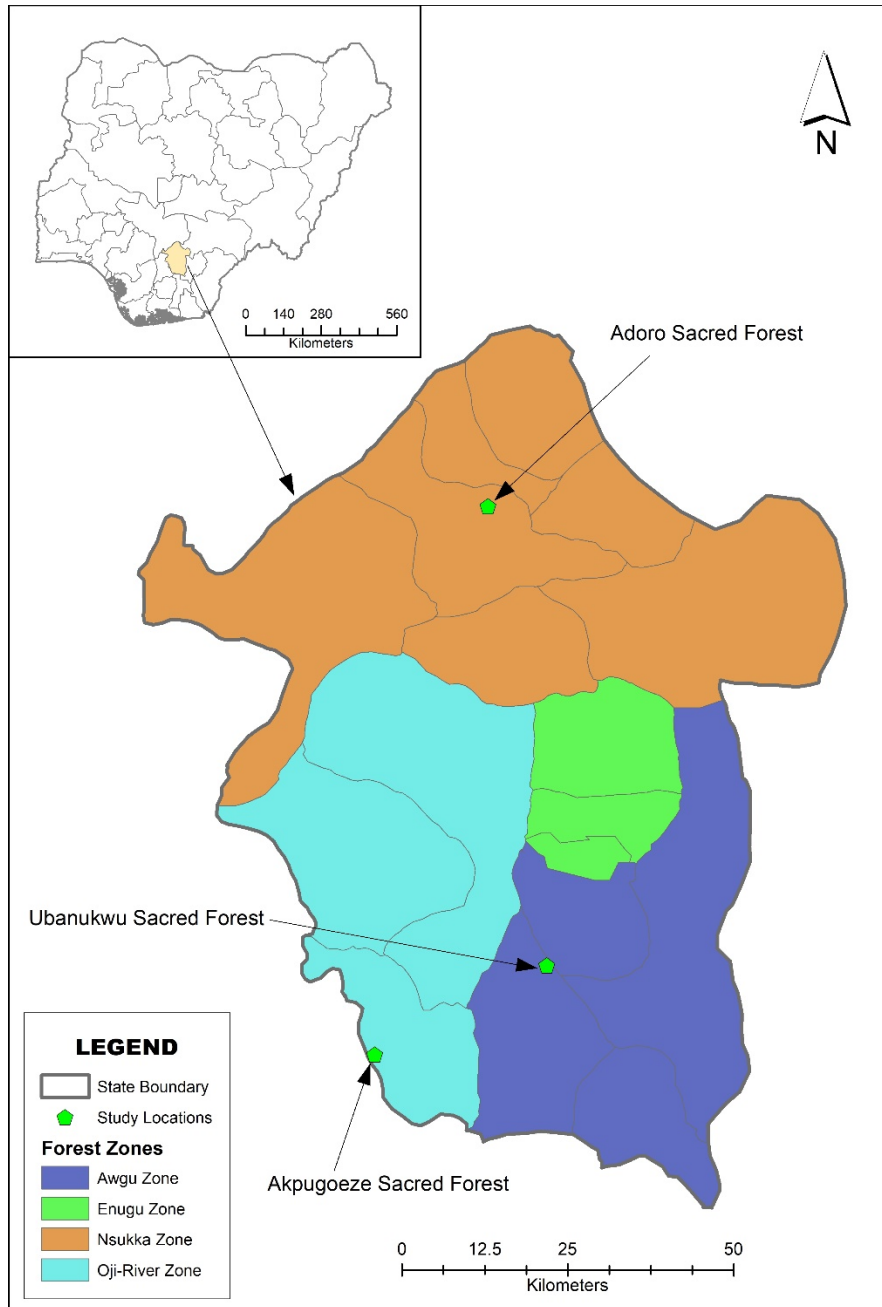 N
0 140 280 560
Kilometers
Adoro Sacred Forest
Ubanukwu Sacred Forest
Akpugoeze Sacred Forest
LEGEND
State Boundary
Study Locations
Forest Zones
Awgu Zone
Enugu Zone
Nsukka Zone
Oji-River Zone
0 12.5 25 50
Kilometers